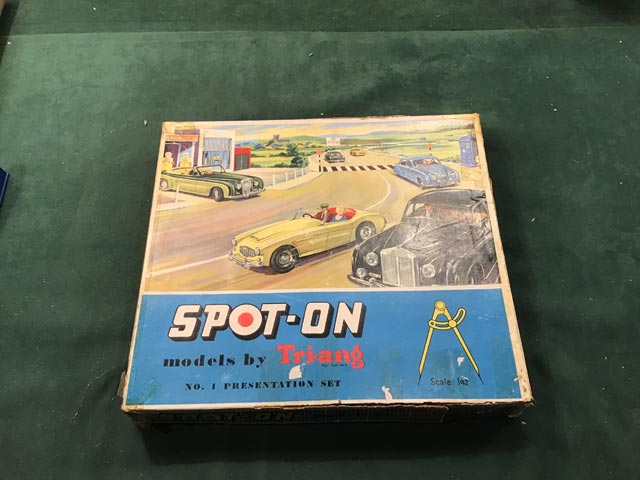 SPOT-ON
models by Tri-ang
NO. 1 PRESENTATION SET
Scale 1/42